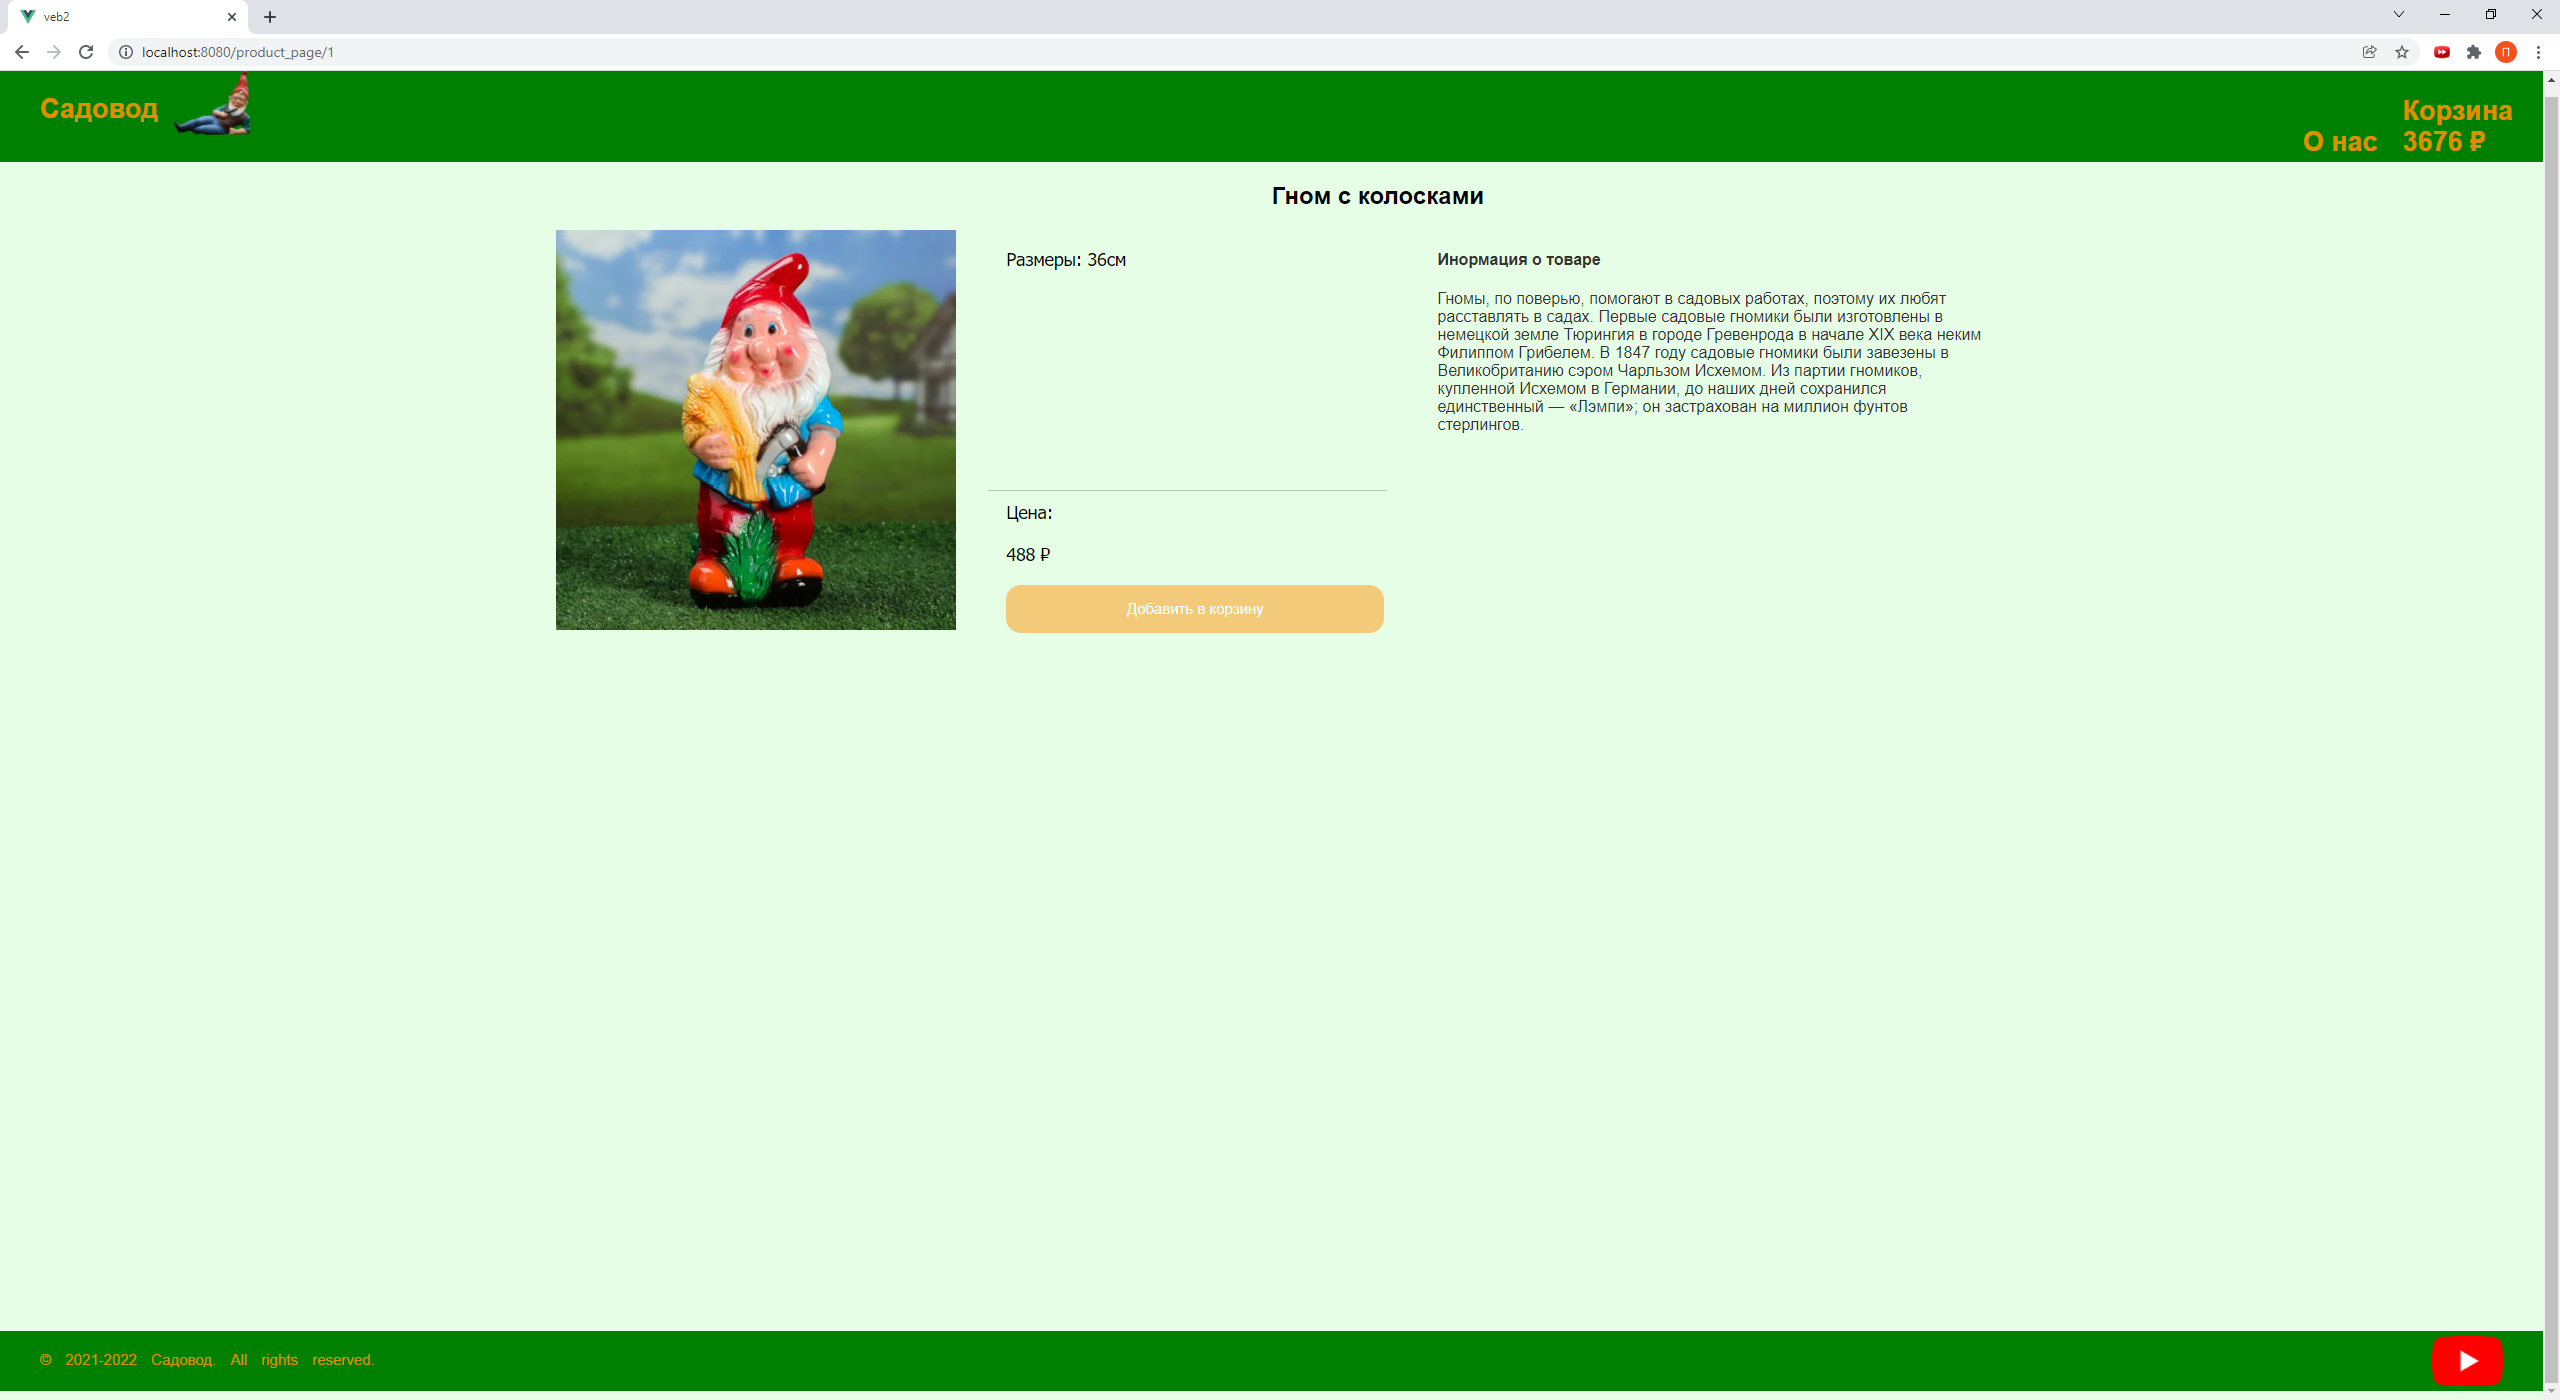 veb2
localhost:8080/product_page/1
П
Садовод
Корзина
О нас 3676 ₽
Гном с колосками
Размеры: 36см
Инормация о товаре
Гномы, по поверью, помогают в садовых работах, поэтому их любят
расставлять в садах. Первые садовые гномики были изготовлены в
немецкой земле Тюрингия в городе Гревенрода в начале XIX века неким
Филиппом Грибелем. В 1847 году садовые гномики были завезены в
Великобританию сэром Чарльзом Исхемом. Из партии гномиков,
купленной Исхемом в Германии, до наших дней сохранился
единственный — «Лэмпи»; он застрахован на миллион фунтов
стерлингов.
Цена:
488 ₽
Добавить в корзину
© 2021-2022 Садовод. All rights reserved.